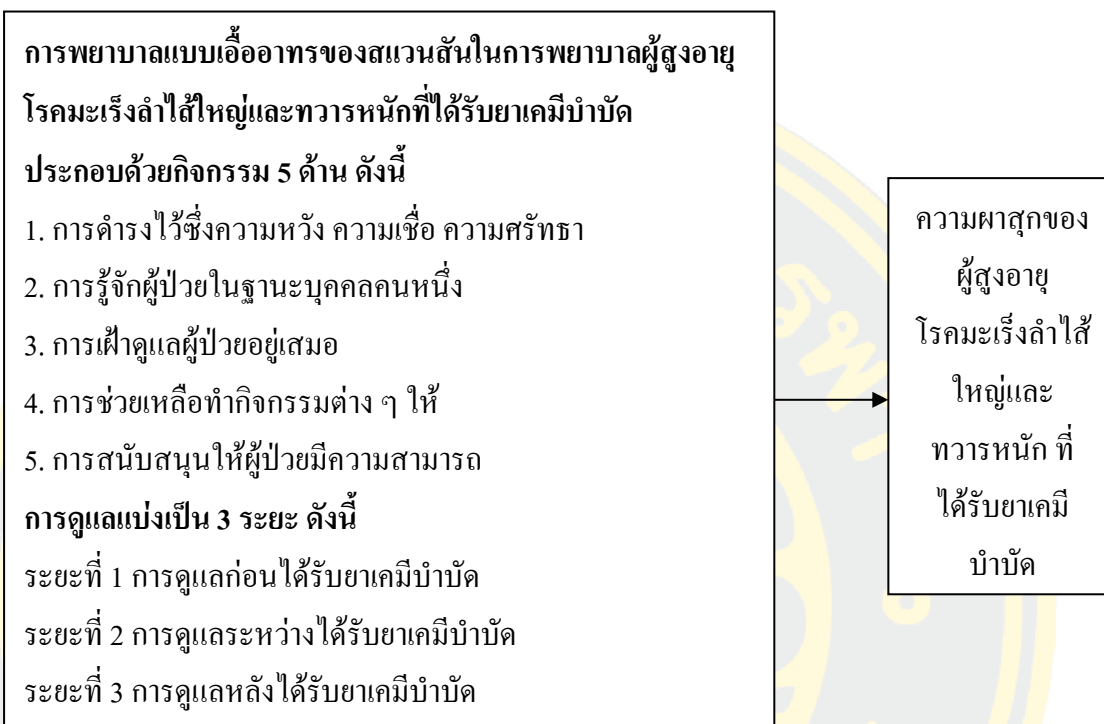 การพยาบาลแบบเอื้ออาทรของสแวนสันในการพยาบาลผู้สูงอายุ
โรคมะเร็งลำไส้ใหญ่และทวารหนักที่ได้รับยาเคมีบำบัด
ประกอบด้วยกิจกรรม 5 ด้าน ดังนี้
1. การดำรงไว้ซึ่งความหวัง ความเชื่อ ความศรัทธา
2. การรู้จักผู้ป่วยในฐานะบุคคลคนหนึ่ง
3. การเฝ้าดูแลผู้ป่วยอยู่เสมอ
4. การช่วยเหลือทำกิจกรรมต่าง ๆ ให้
5. การสนับสนุนให้ผู้ป่วยมีความสามารถ
การดูแลแบ่งเป็น 3 ระยะ ดังนี้
ระยะที่ 1 การดูแลก่อนได้รับยาเคมีบำบัด
ระยะที่ 2 การดูแลระหว่างได้รับยาเคมีบำบัด
ระยะที่ 3 การดูแลหลังได้รับยาเคมีบำบัด
ความผาสุกของ
ผู้สูงอายุ
โรคมะเร็งลำไส้
ใหญ่และ
ทวารหนัก ที่
ได้รับยาเคมี
บำบัด